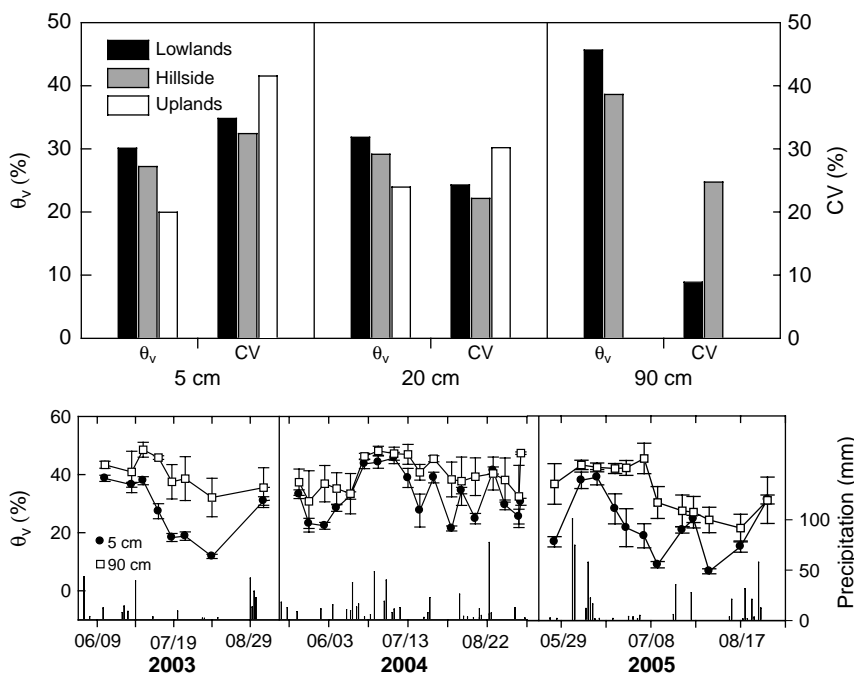 50
40
30
20
10
0
θv (%)
Lowlands
Hillside
Uplands
50
40
30
20
10
0
CV (%)
θv CV θv CV θv CV
5 cm 20 cm 90 cm
60
40
20
0
θv (%)
5 cm
90 cm
100
50
0
Precipitation (mm)
06/09 07/19 08/29 06/03 07/13 08/22 05/29 07/08 08/17
2003 2004 2005